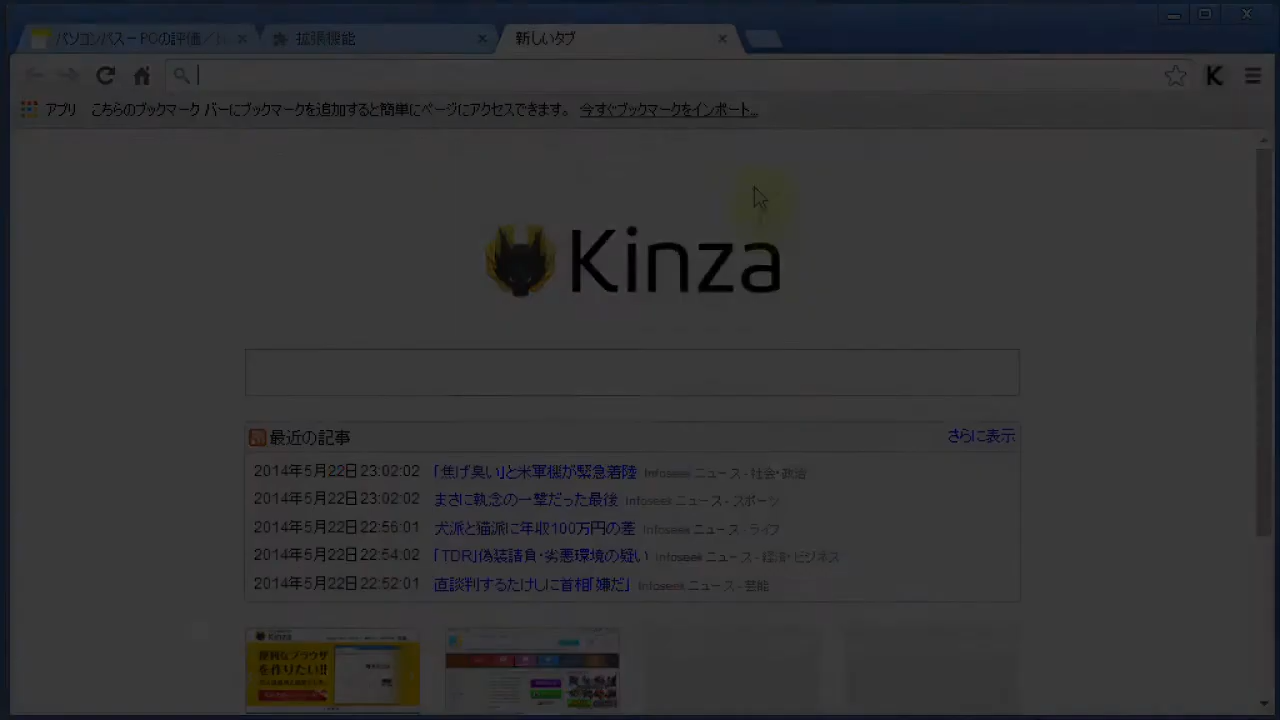 パソコンパス－PCの評価／
拡張機能
新しいタブ
アプリ こちらのブックマーク バーにブックマークを追加すると簡単にページにアクセスできます。 今すぐブックマークをインポート...
Kinza
最近の記事 さらに表示
2014年5月22日 23:02:02 「焦げ臭い」と米軍機が緊急着陸 Infoseek ニュース - 社会・政治
2014年5月22日 23:02:02 まさに執念の一撃だった最後 Infoseek ニュース - スポーツ
2014年5月22日 22:56:01 犬派と猫派に年収100万円の差 Infoseek ニュース - ライフ
2014年5月22日 22:54:02 「TDR」偽装請負・劣悪環境の疑い Infoseek ニュース - 経済・ビジネス
2014年5月22日 22:52:01 直談判するたけしに首相「嫌だ」 Infoseek ニュース - 芸能
Kinza
便利なブラウザ
を作りたい!!